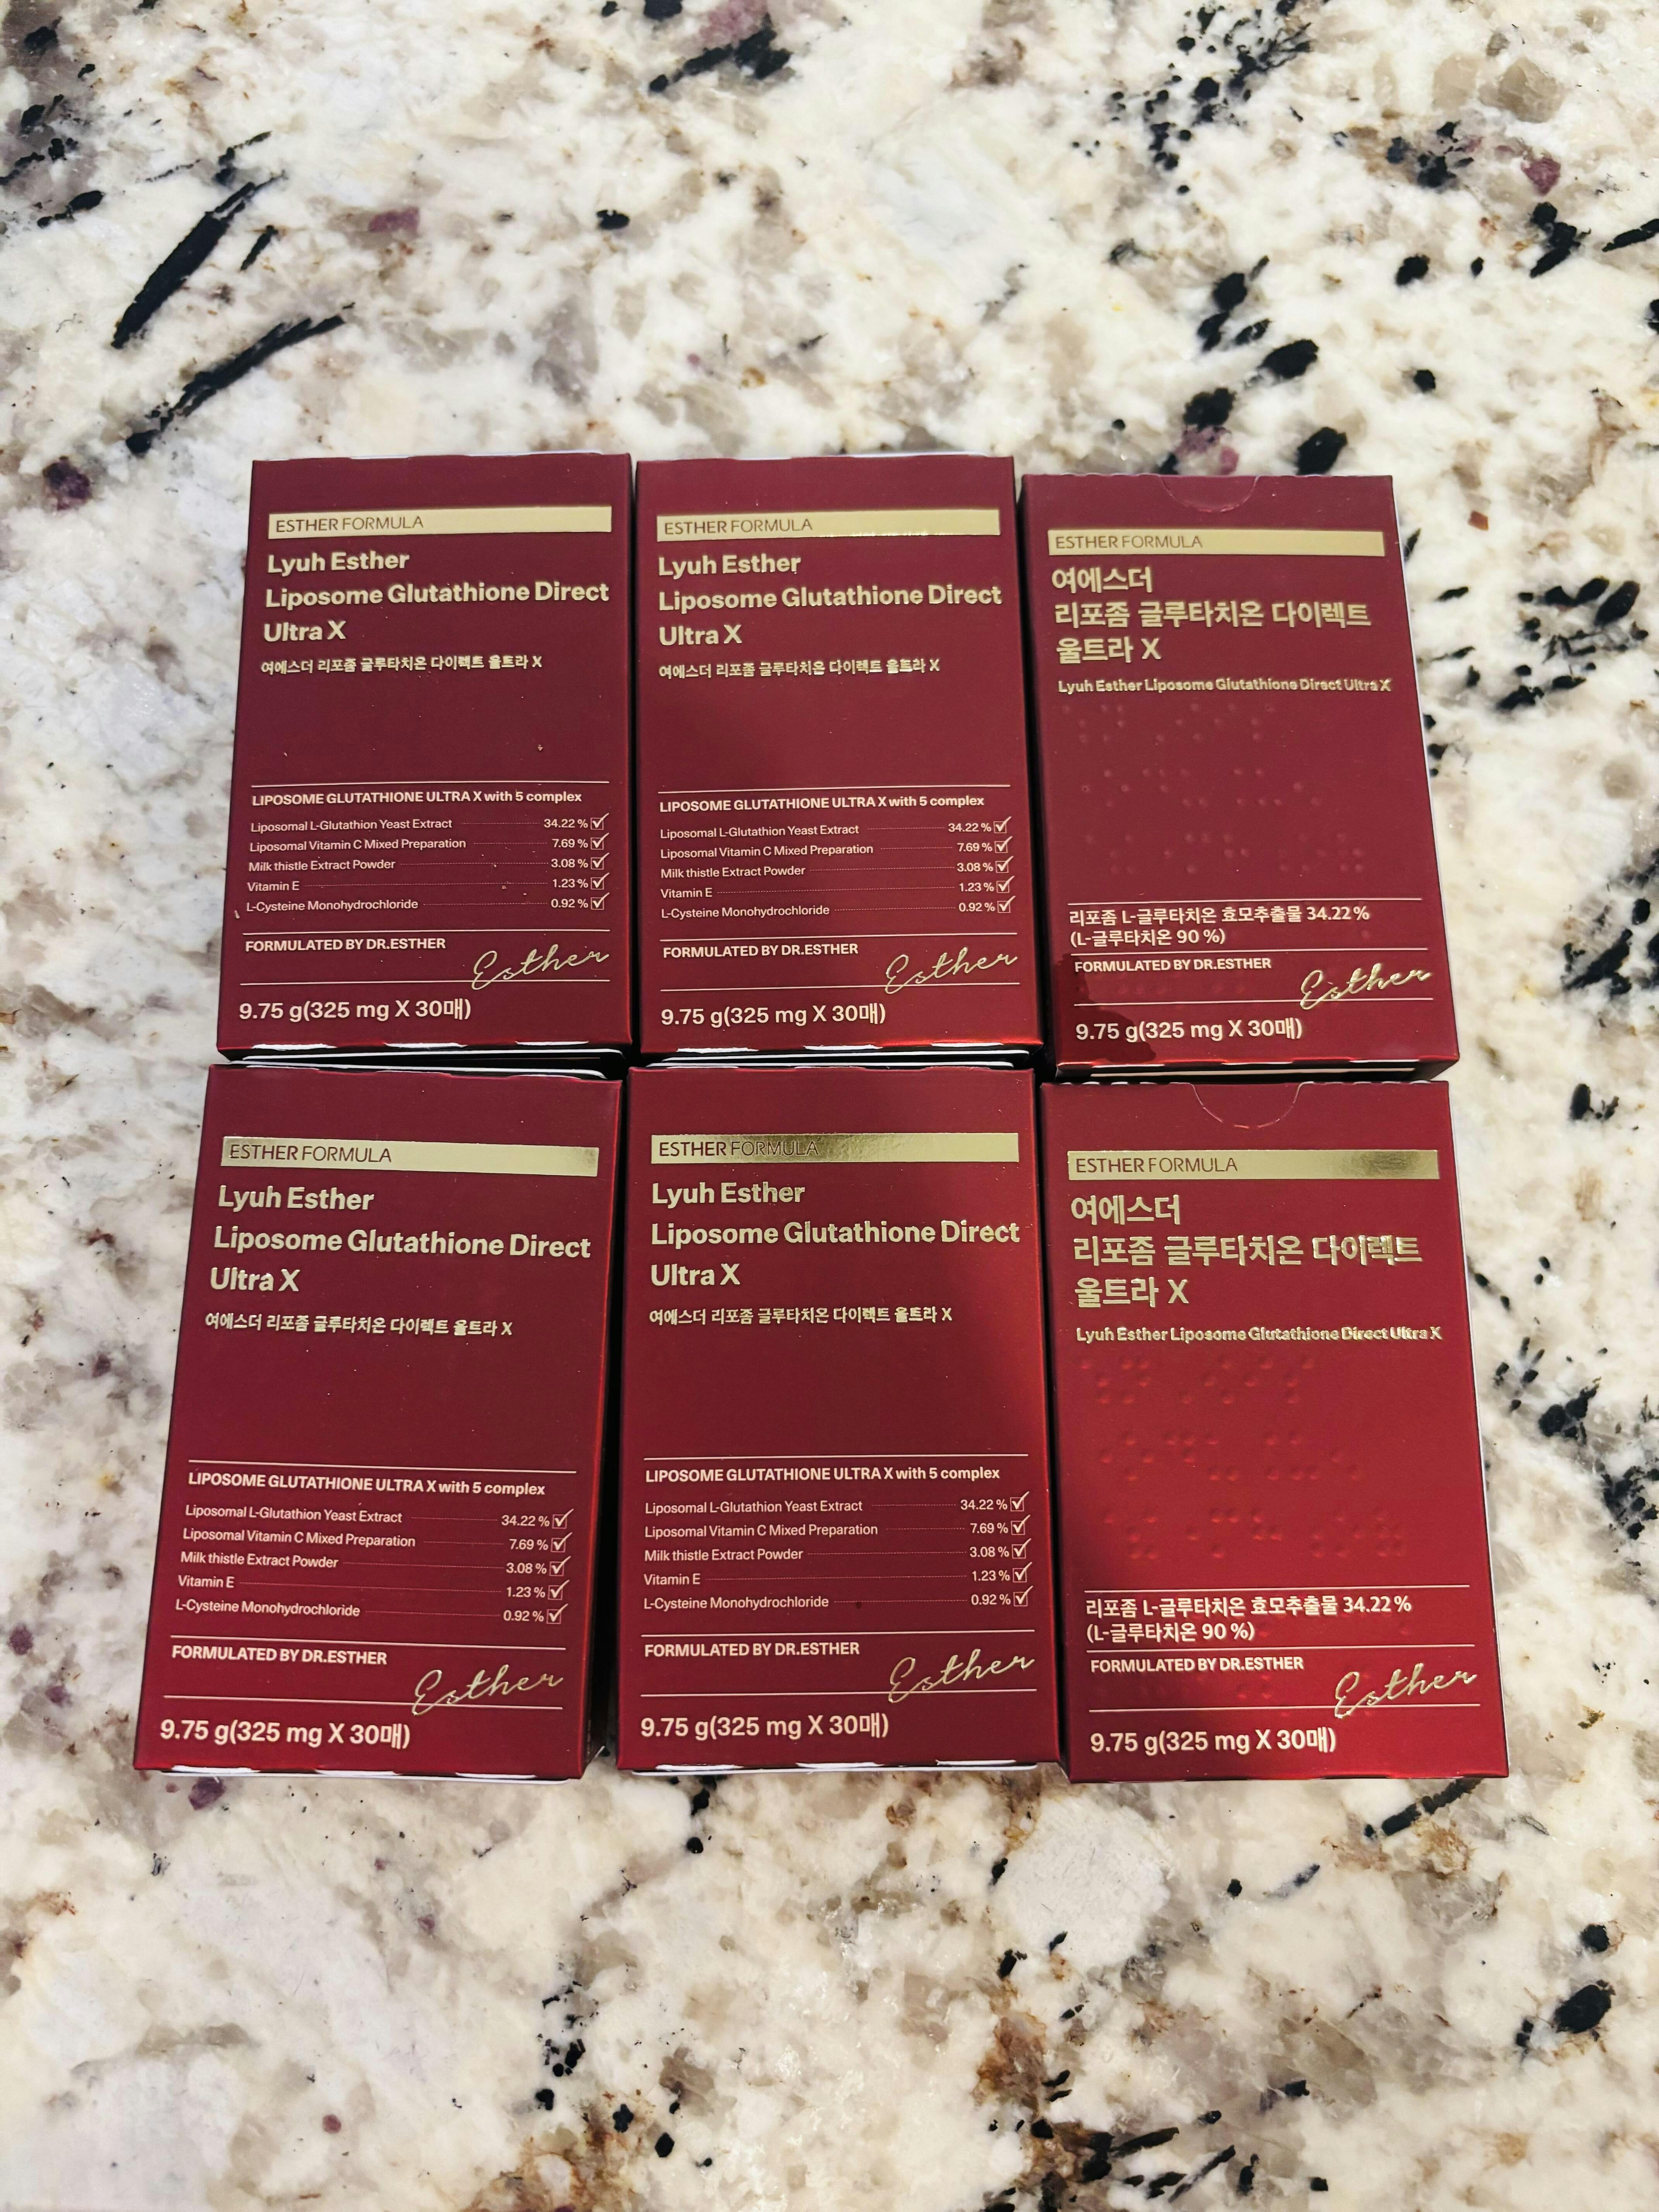 ESTHER FORMULA
Lyuh Esther
Liposome Glutathione Direct
Ultra X
여에스더 리포좀 글루타치온 다이렉트 울트라 X
LIPOSOME GLUTATHIONE ULTRA X with 5 complex
Liposomal L-Glutathion Yeast Extract 34.22 %
Liposomal Vitamin C Mixed Preparation 7.69 %
Milk thistle Extract Powder 3.08 %
Vitamin E 1.23 %
L-Cysteine Monohydrochloride 0.92 %
FORMULATED BY DR.ESTHER
Esther
9.75 g(325 mg X 30매)
ESTHER FORMULA
Lyuh Esther
Liposome Glutathione Direct
Ultra X
여에스더 리포좀 글루타치온 다이렉트 울트라 X
LIPOSOME GLUTATHIONE ULTRA X with 5 complex
Liposomal L-Glutathion Yeast Extract 34.22 %
Liposomal Vitamin C Mixed Preparation 7.69 %
Milk thistle Extract Powder 3.08 %
Vitamin E 1.23 %
L-Cysteine Monohydrochloride 0.92 %
FORMULATED BY DR.ESTHER
Esther
9.75 g(325 mg X 30매)
ESTHER FORMULA
여에스더
리포좀 글루타치온 다이렉트
울트라 X
Lyuh Esther Liposome Glutathione Direct Ultra X
리포좀 L-글루타치온 효모추출물 34.22 %
(L-글루타치온 90 %)
FORMULATED BY DR.ESTHER
Esther
9.75 g(325 mg X 30매)
ESTHER FORMULA
Lyuh Esther
Liposome Glutathione Direct
Ultra X
여에스더 리포좀 글루타치온 다이렉트 울트라 X
LIPOSOME GLUTATHIONE ULTRA X with 5 complex
Liposomal L-Glutathion Yeast Extract 34.22 %
Liposomal Vitamin C Mixed Preparation 7.69 %
Milk thistle Extract Powder 3.08 %
Vitamin E 1.23 %
L-Cysteine Monohydrochloride 0.92 %
FORMULATED BY DR.ESTHER
Esther
9.75 g(325 mg X 30매)
ESTHER FORMULA
Lyuh Esther
Liposome Glutathione Direct
Ultra X
여에스더 리포좀 글루타치온 다이렉트 울트라 X
LIPOSOME GLUTATHIONE ULTRA X with 5 complex
Liposomal L-Glutathion Yeast Extract 34.22 %
Liposomal Vitamin C Mixed Preparation 7.69 %
Milk thistle Extract Powder 3.08 %
Vitamin E 1.23 %
L-Cysteine Monohydrochloride 0.92 %
FORMULATED BY DR.ESTHER
Esther
9.75 g(325 mg X 30매)
ESTHER FORMULA
여에스더
리포좀 글루타치온 다이렉트
울트라 X
Lyuh Esther Liposome Glutathione Direct Ultra X
리포좀 L-글루타치온 효모추출물 34.22 %
(L-글루타치온 90 %)
FORMULATED BY DR.ESTHER
Esther
9.75 g(325 mg X 30매)